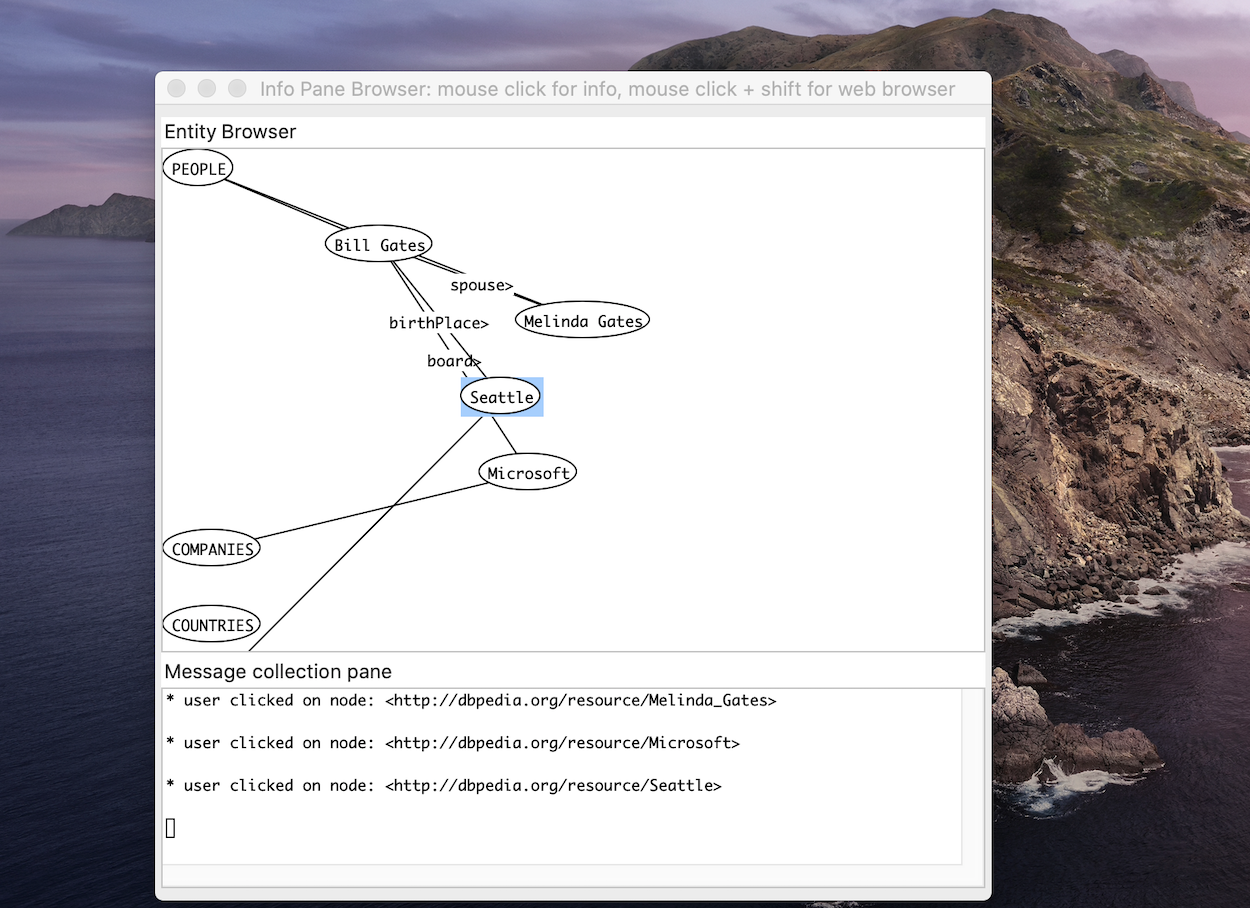 Info Pane Browser: mouse click for info, mouse click + shift for web browser
Entity Browser
PEOPLE
Bill Gates
spouse>
Melinda Gates
birthPlace>
board>
Seattle
Microsoft
COMPANIES
COUNTRIES
Message collection pane
* user clicked on node: <http://dbpedia.org/resource/Melinda_Gates>
* user clicked on node: <http://dbpedia.org/resource/Microsoft>
* user clicked on node: <http://dbpedia.org/resource/Seattle>